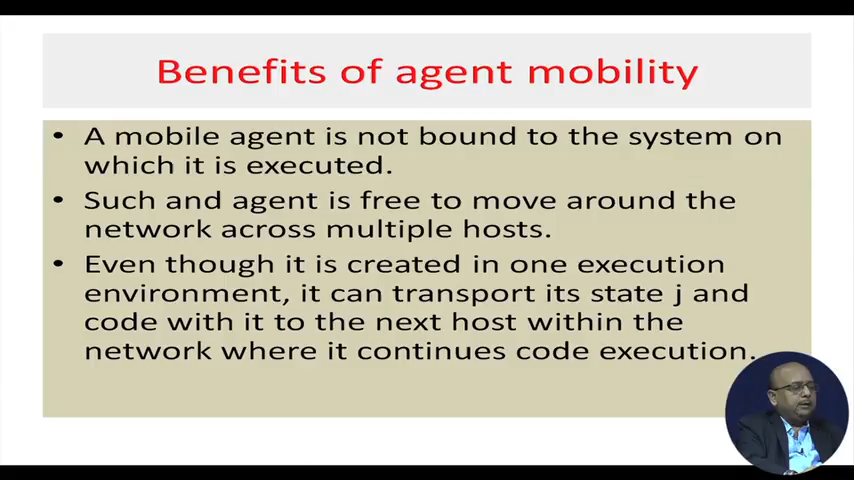 Benefits of agent mobility
• A mobile agent is not bound to the system on
which it is executed.
• Such and agent is free to move around the
network across multiple hosts.
• Even though it is created in one execution
environment, it can transport its state j and
code with it to the next host within the
network where it continues code execution.